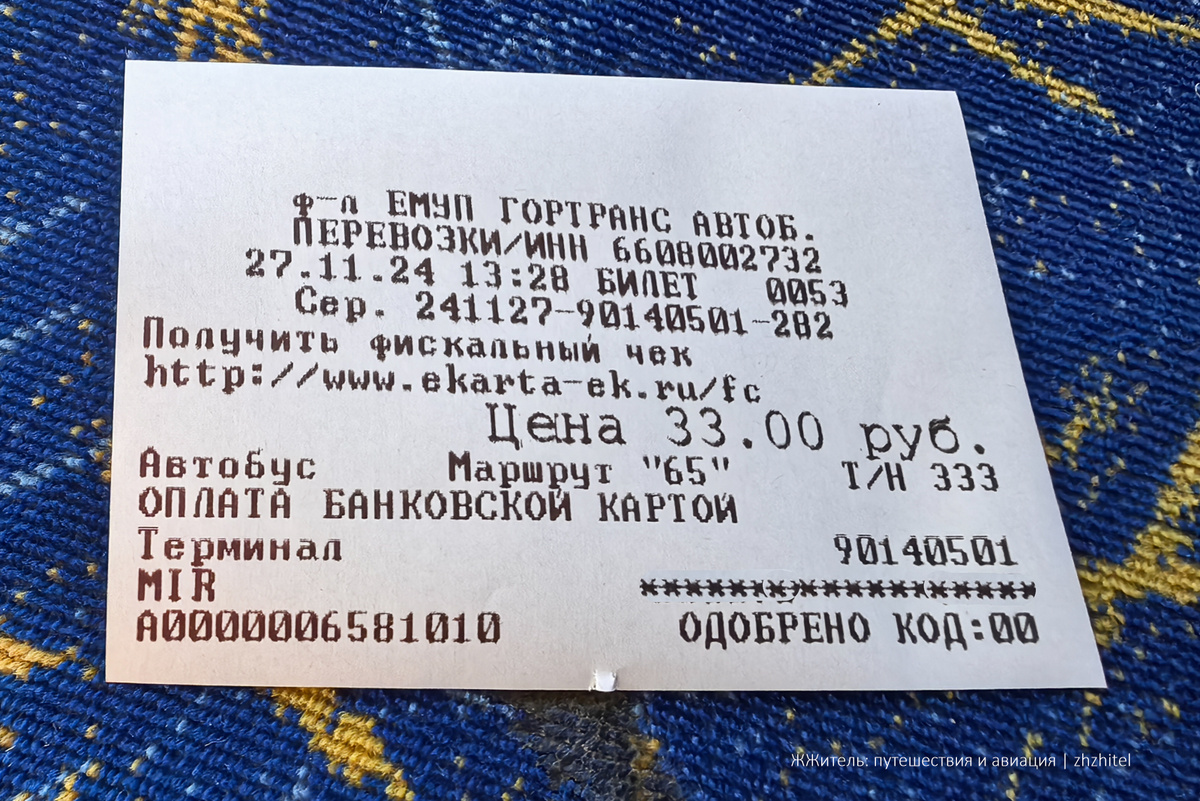 ф-л ЕМУП ГОРТРАНС АВТОБ.
ПЕРЕВОЗКИ/ИНН 6608002732
27.11.24 13:28 БИЛЕТ 0053
Сер. 241127-90140501-282
Получить фискальный чек
http://www.ekarta-ek.ru/fc
Цена 33.00 руб.
Автобус Маршрут "65" Т/Н 333
ОПЛАТА БАНКОВСКОЙ КАРТОЙ
Терминал 90140501
MIR *******************
A0000006581010 ОДОБРЕНО КОД:00
ЖЖитель: путешествия и авиация | zhzhitel